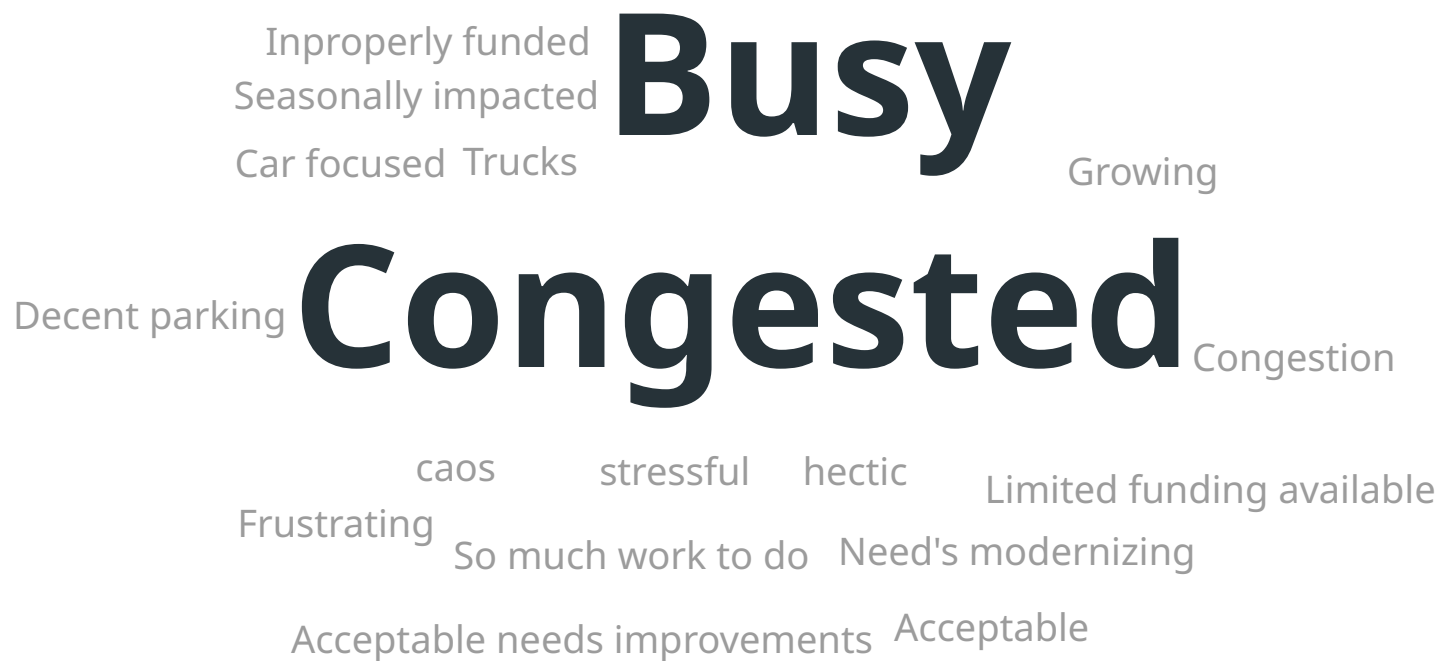 Inproperly funded
Busy
Seasonally impacted
Car focused
Trucks
Growing
Congested
Decent parking
Congestion
caos
stressful
hectic
Limited funding available
Frustrating
So much work to do
Need's modernizing
Acceptable needs improvements
Acceptable